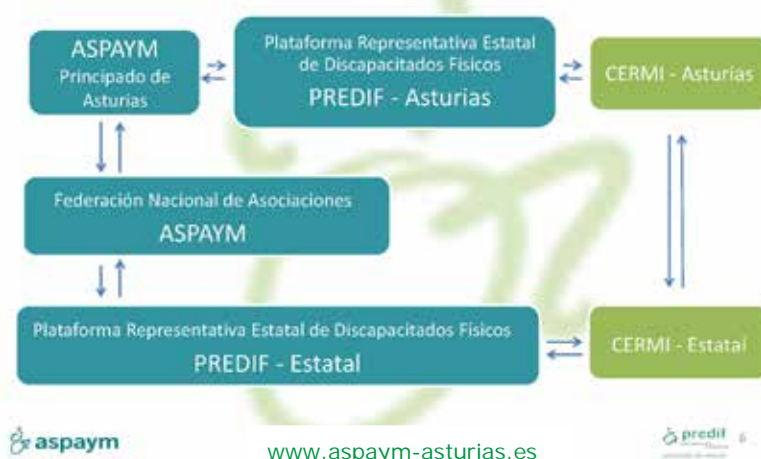 ASPAYM
Principado de
Asturias
Plataforma Representativa Estatal
de Discapacitados Físicos
PREDIF - Asturias
CERMI - Asturias
Federación Nacional de Asociaciones
ASPAYM
Plataforma Representativa Estatal de Discapacitados Físicos
PREDIF - Estatal
CERMI - Estatal
aspaym
www.aspaym-asturias.es
predif
6